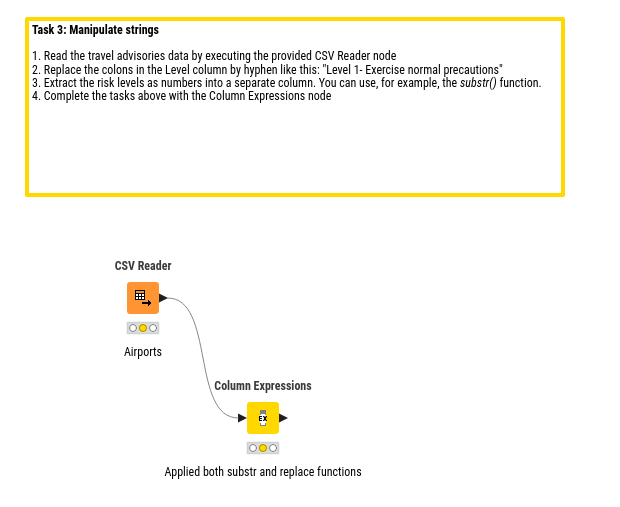 Task 3: Manipulate strings
1. Read the travel advisories data by executing the provided CSV Reader node
2. Replace the colons in the Level column by hyphen like this: "Level 1- Exercise normal precautions"
3. Extract the risk levels as numbers into a separate column. You can use, for example, the substr() function.
4. Complete the tasks above with the Column Expressions node
CSV Reader
Airports
Column Expressions
EX
Applied both substr and replace functions